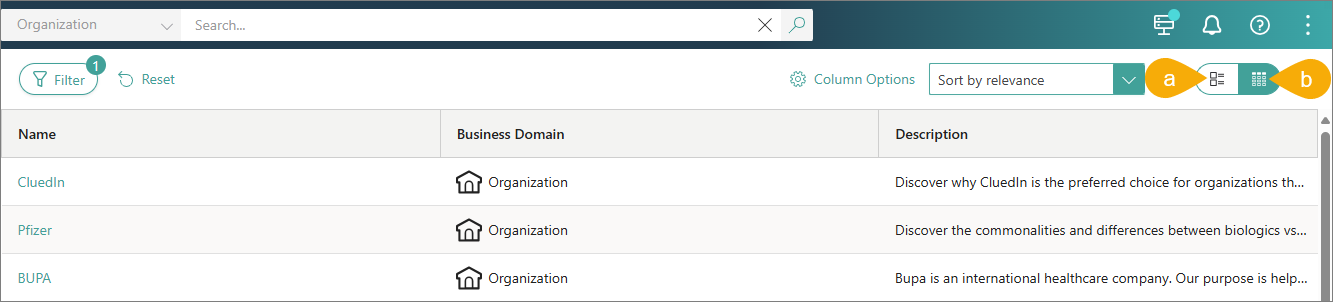 Organization Search...
1
Filter Reset Column Options Sort by relevance a b
Name Business Domain Description
CluedIn Organization Discover why CluedIn is the preferred choice for organizations th...
Pfizer Organization Discover the commonalities and differences between biologics vs...
BUPA Organization Bupa is an international healthcare company. Our purpose is help...